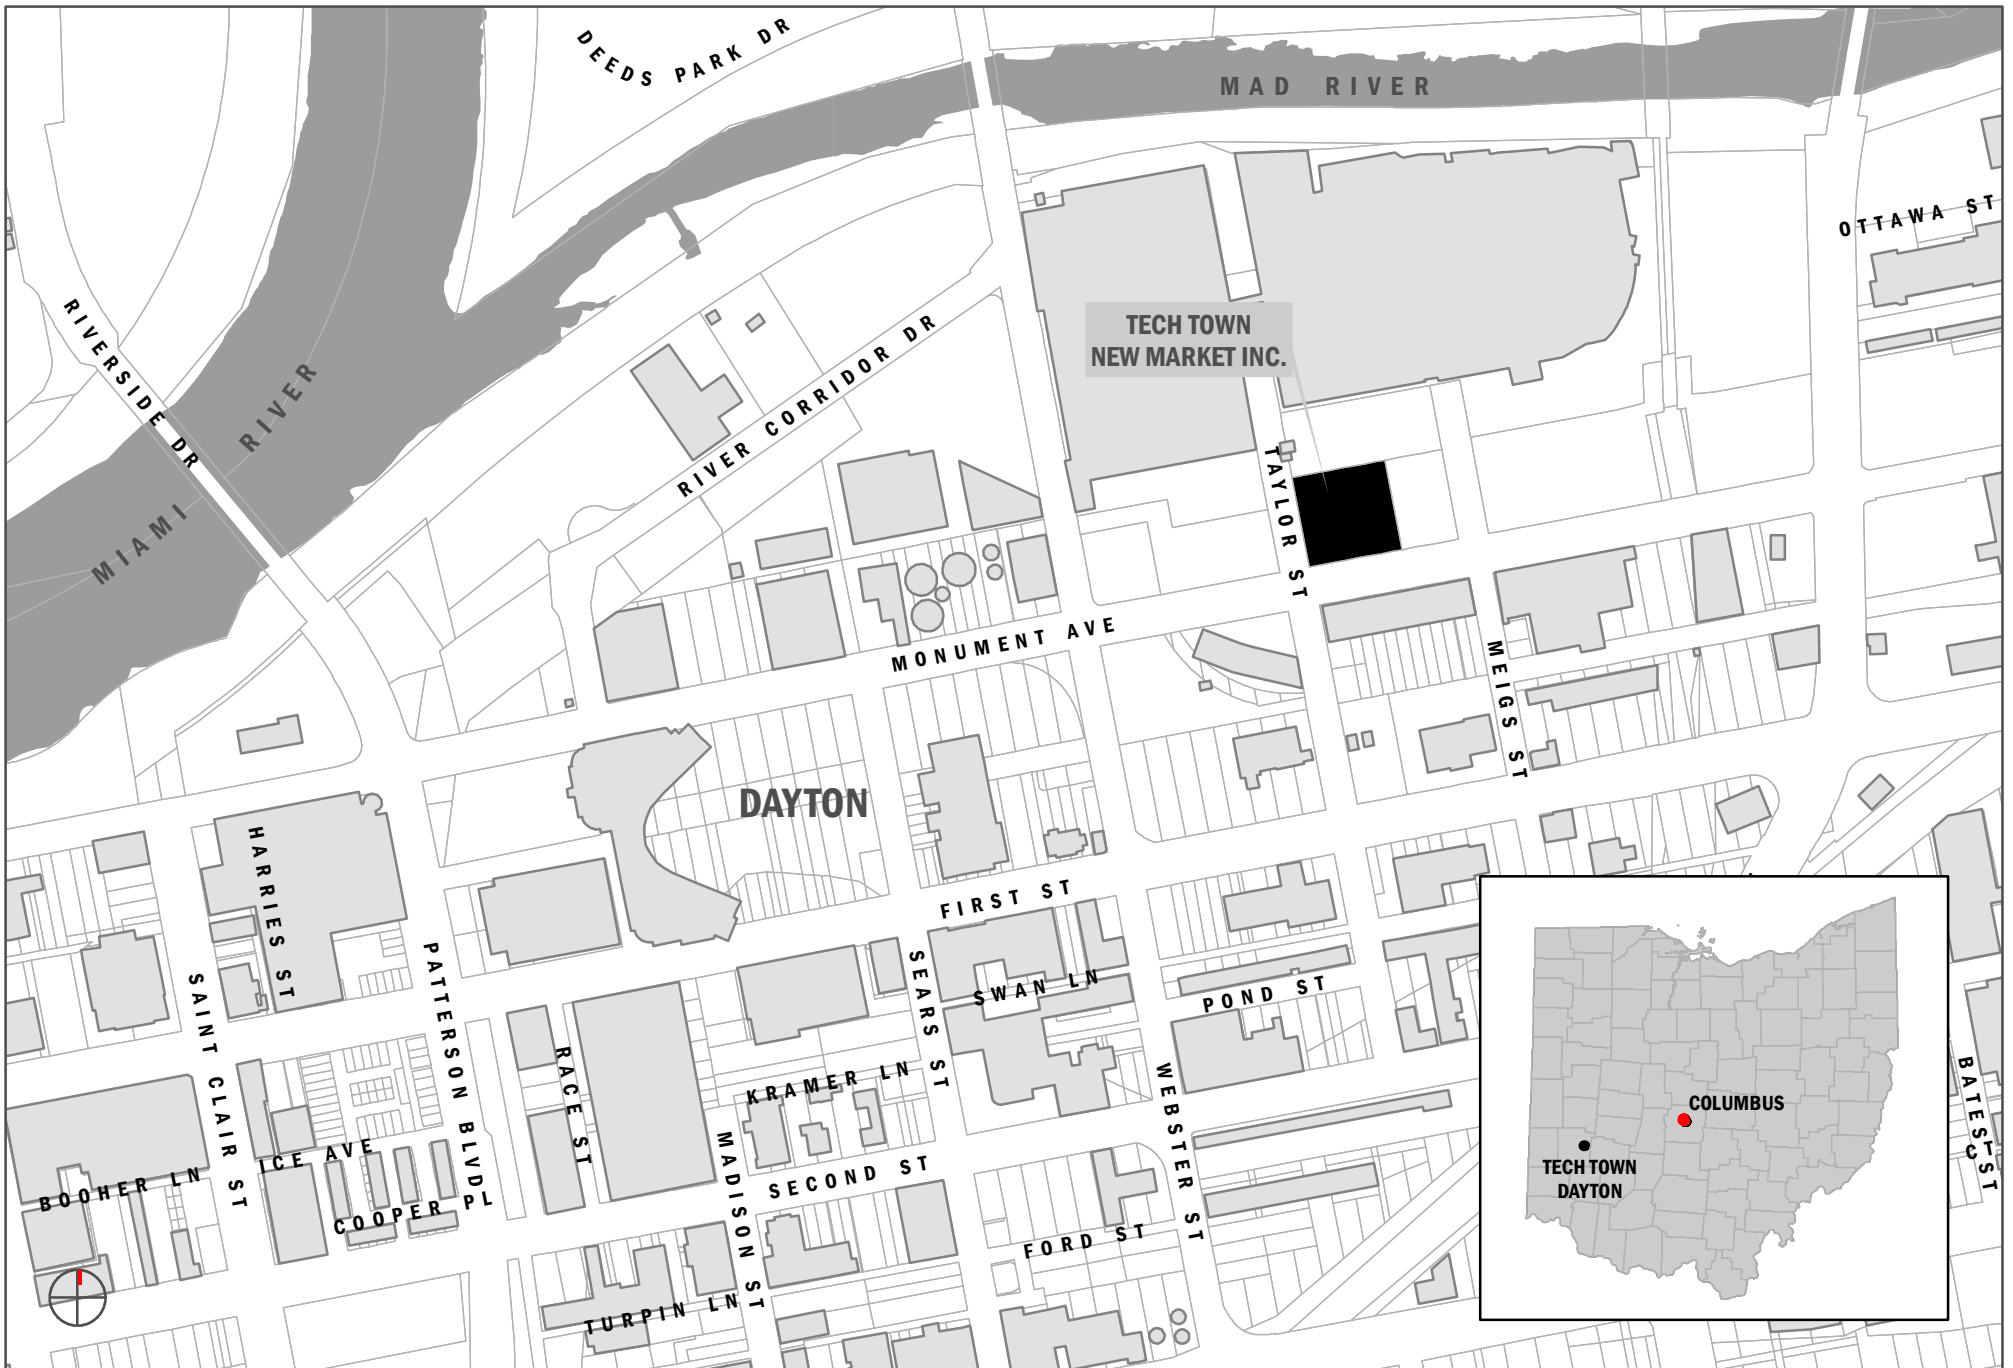 DEEDS PARK DR
MAD RIVER
OTTAWA ST
RIVERSIDE DR
MIAMI RIVER
RIVER CORRIDOR DR
TECH TOWN
NEW MARKET INC.
TAYLOR ST
MONUMENT AVE
MEIGS ST
DAYTON
HARRIES ST
FIRST ST
PATTERSON BLVD
SAINT CLAIR ST
SEARS ST
SWAN LN
POND ST
RACE ST
KRAMER LN
WEBSTER ST
BATES ST
ICE AVE
BOOHER LN
COOPER PL
MADISON ST
SECOND ST
FORD ST
TURPIN LN
COLUMBUS
TECH TOWN
DAYTON